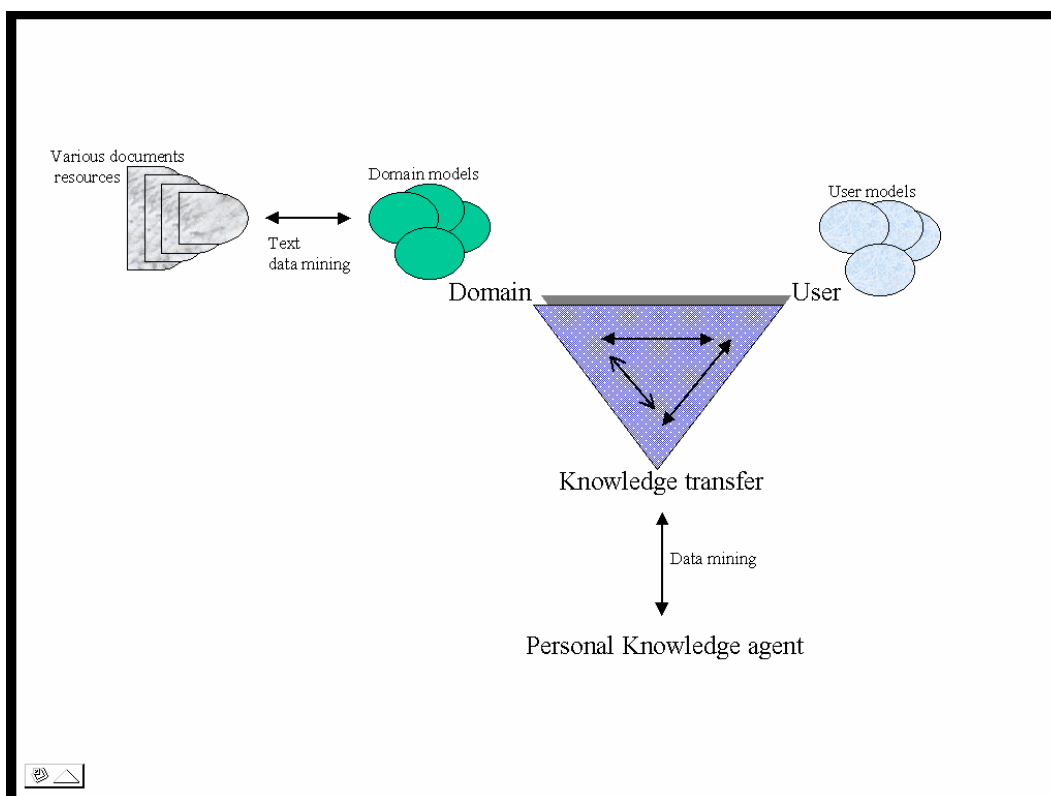 Various documents
resources
Domain models
User models
Text
data mining
Domain
User
Knowledge transfer
Data mining
Personal Knowledge agent